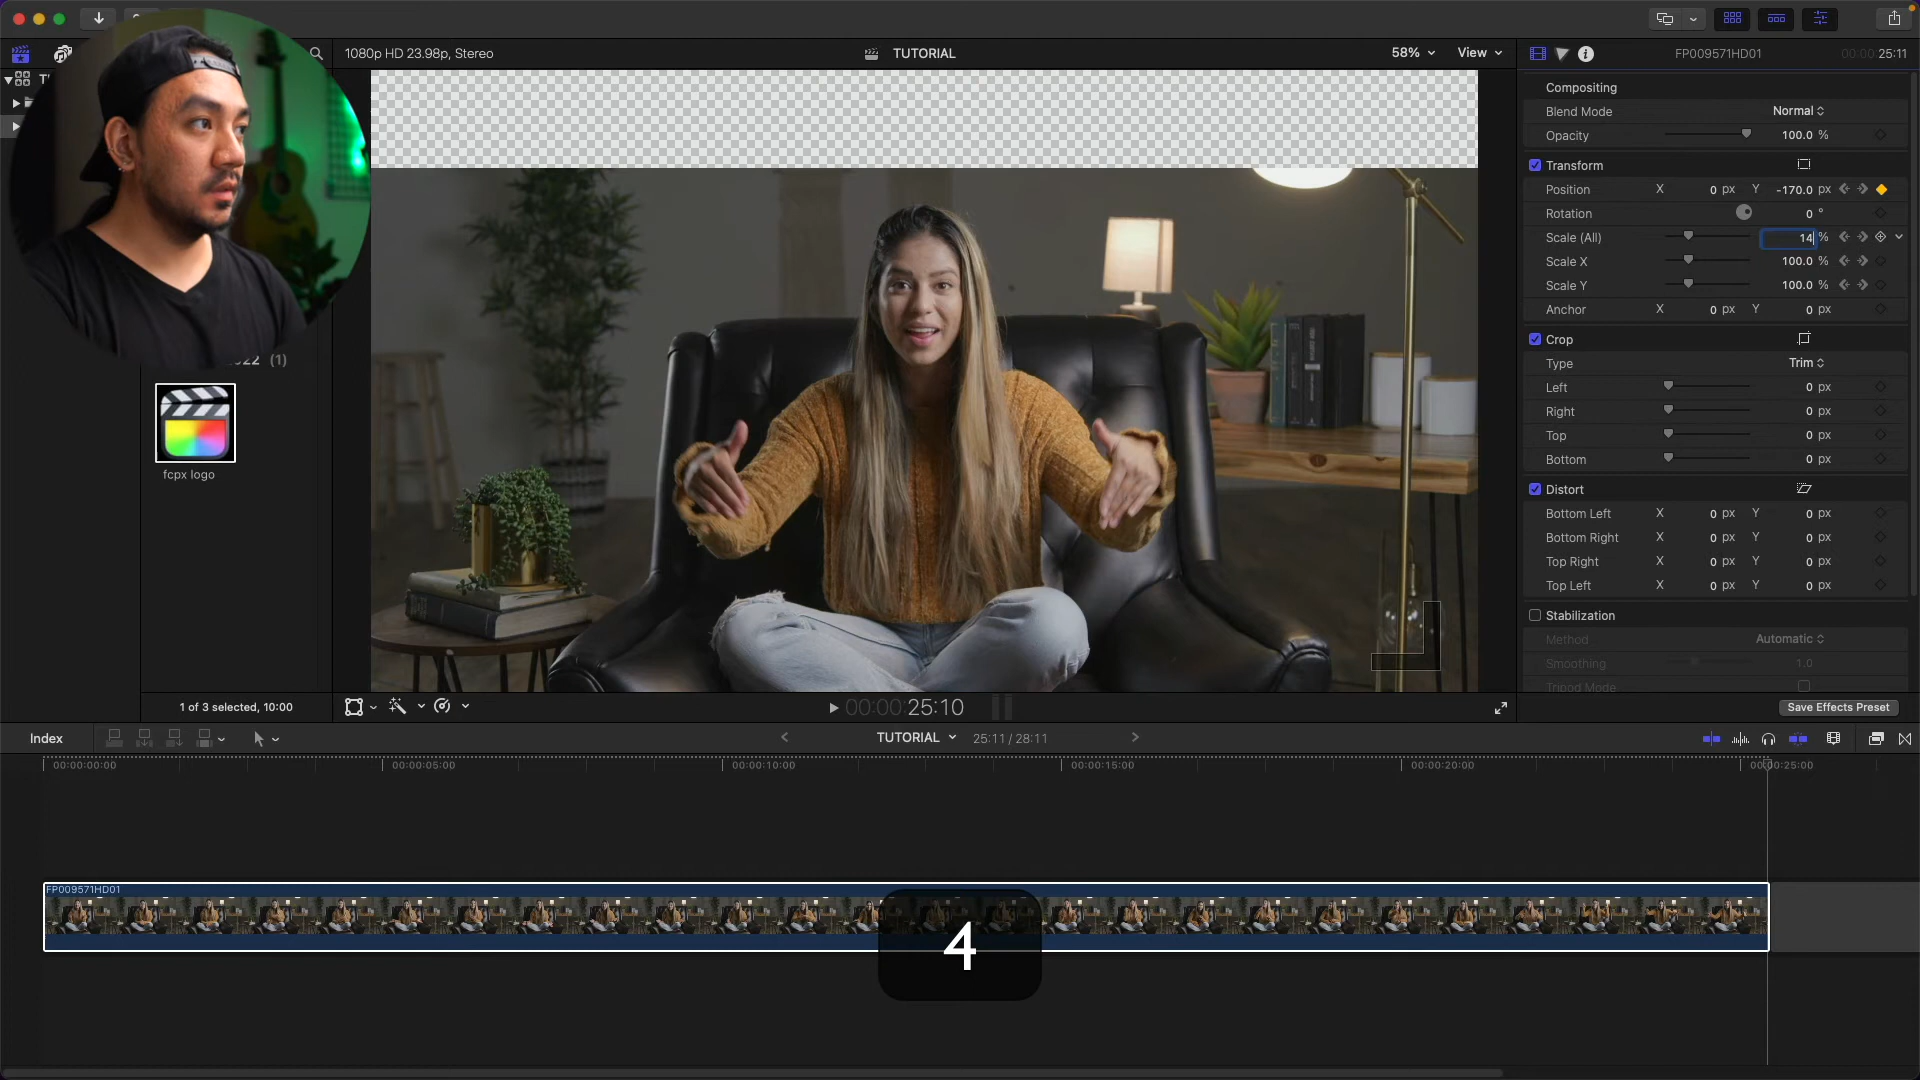 1080p HD 23.98p, Stereo
TUTORIAL
58%
View
FP009571HD01
00:00:25:11
Compositing
Blend Mode
Normal
Opacity
100.0 %
Transform
Position
X
0 px
Y
-170.0 px
Rotation
0 °
Scale (All)
14 %
Scale X
100.0 %
Scale Y
100.0 %
Anchor
X
0 px
Y
0 px
Crop
Type
Trim
Left
0 px
Right
0 px
Top
0 px
Bottom
0 px
Distort
Bottom Left
X
0 px
Y
0 px
Bottom Right
X
0 px
Y
0 px
Top Right
X
0 px
Y
0 px
Top Left
X
0 px
Y
0 px
Stabilization
Method
Automatic
Smoothing
1.0
Tripod Mode
(1)
fcpx logo
1 of 3 selected, 10:00
00:00:25:10
Save Effects Preset
Index
TUTORIAL
25:11 / 28:11
00:00:00:00
00:00:05:00
00:00:10:00
00:00:15:00
00:00:20:00
00:00:25:00
FP009571HD01
4